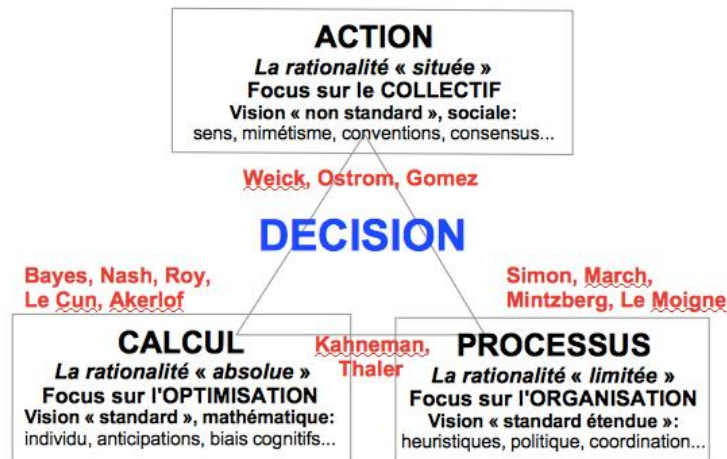 ACTION
La rationalité « située »
Focus sur le COLLECTIF
Vision « non standard », sociale:
sens, mimétisme, conventions, consensus...
Weick, Ostrom, Gomez
DECISION
Bayes, Nash, Roy,
Le Cun, Akerlof
Simon, March,
Mintzberg, Le Moigne
Kahneman,
Thaler
CALCUL
La rationalité « absolue »
Focus sur l'OPTIMISATION
Vision « standard », mathématique:
individu, anticipations, biais cognitifs...
PROCESSUS
La rationalité « limitée »
Focus sur l'ORGANISATION
Vision « standard étendue »:
heuristiques, politique, coordination...